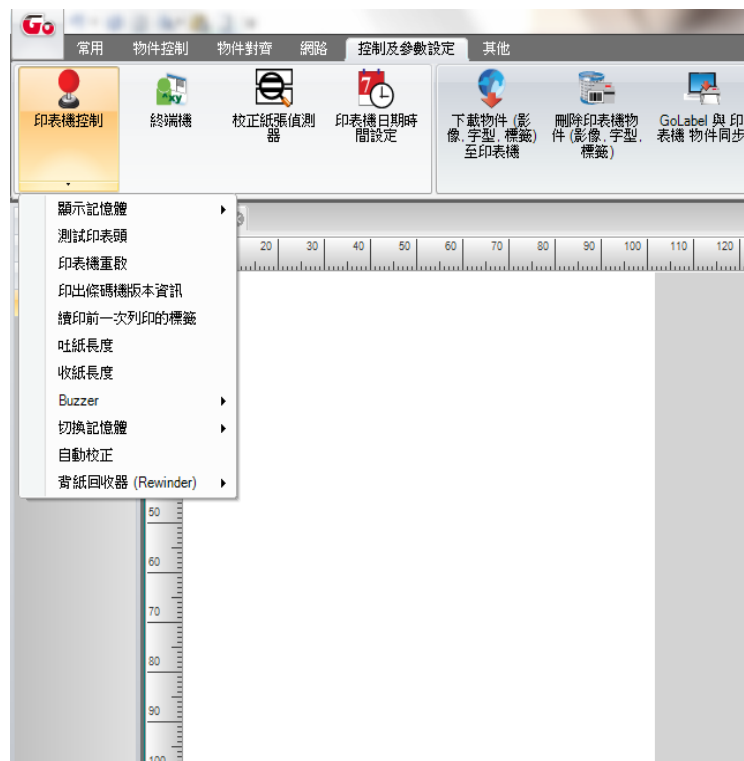 Go
常用 物件控制 物件對齊 網路 控制及參數設定 其他
印表機控制 終端機 校正紙張偵測器 印表機日期時間設定 下載物件 (影像, 字型, 標籤) 至印表機 刪除印表機物件 (影像, 字型, 標籤) GoLabel 與 印表機 物件同步
顯示記憶體
測試印表頭
印表機重啟
印出條碼機版本資訊
續印前一次列印的標籤
吐紙長度
收紙長度
Buzzer
切換記憶體
自動校正
背紙回收器 (Rewinder)
20 30 40 50 60 70 80 90 100 110 120
50
60
70
80
90
100